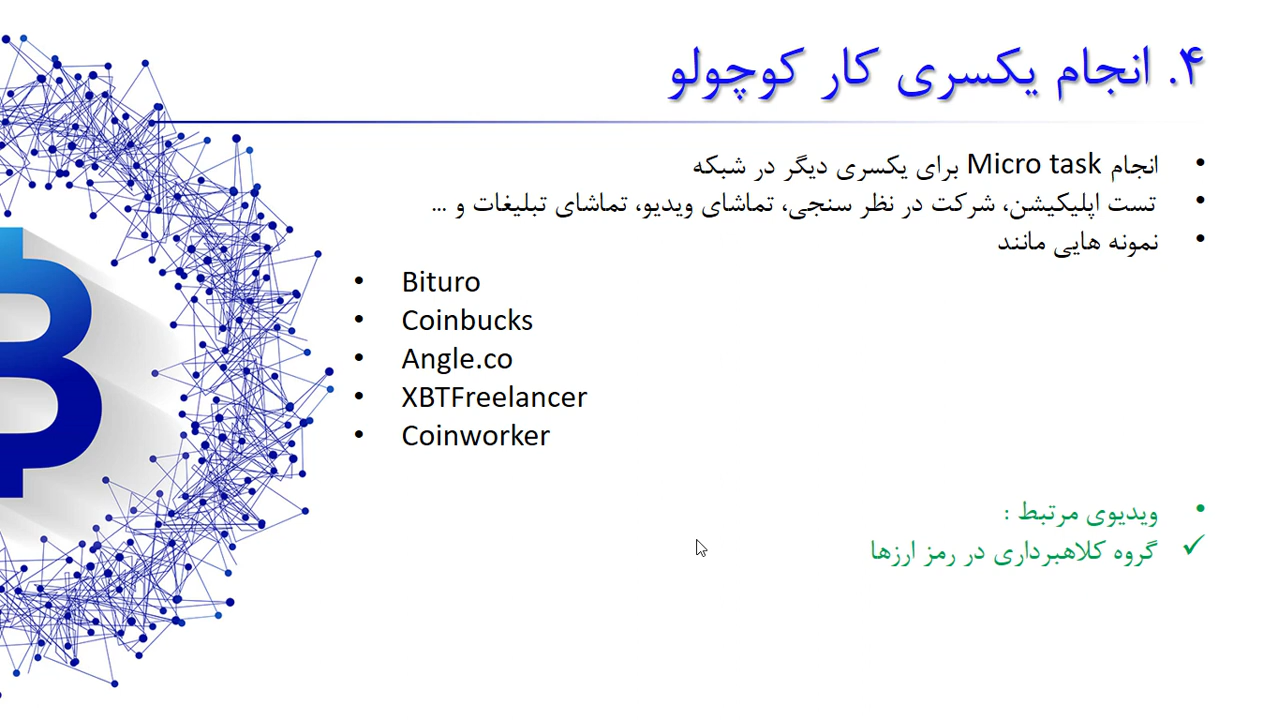 ۴. انجام یکسری کار کوچولو
• انجام Micro task برای یکسری دیگر در شبکه
• تست اپلیکیشن، شرکت در نظر سنجی، تماشای ویدیو، تماشای تبلیغات و ...
• نمونه هایی مانند
• Bituro
• Coinbucks
• Angle.co
• XBTFreelancer
• Coinworker
• ویدیوی مرتبط :
✓ گروه کلاهبرداری در رمز ارزها